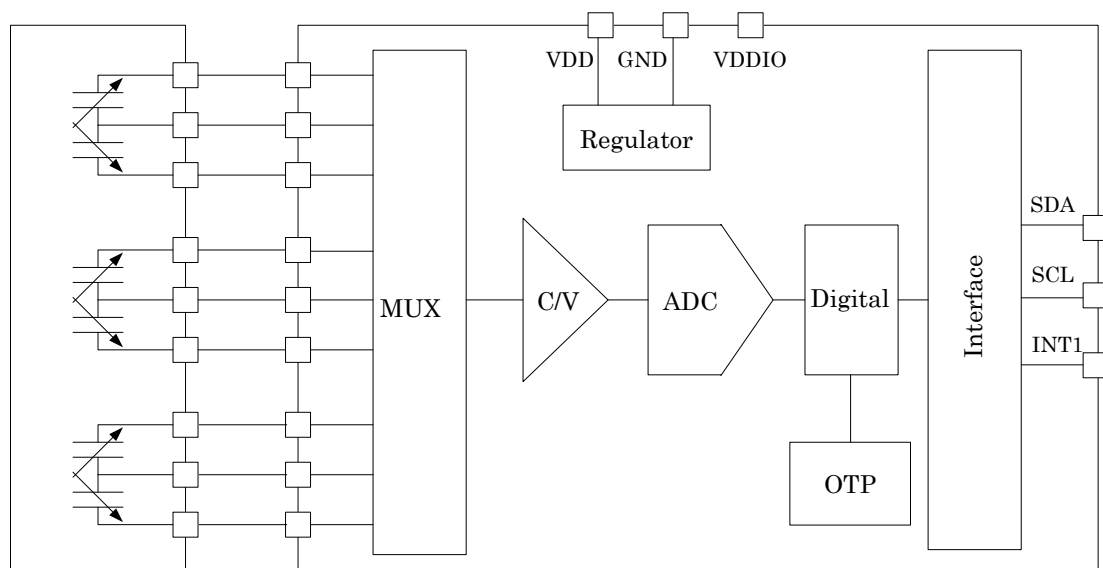 VDD
GND
VDDIO
Regulator
MUX
C/V
ADC
Digital
OTP
Interface
SDA
SCL
INT1